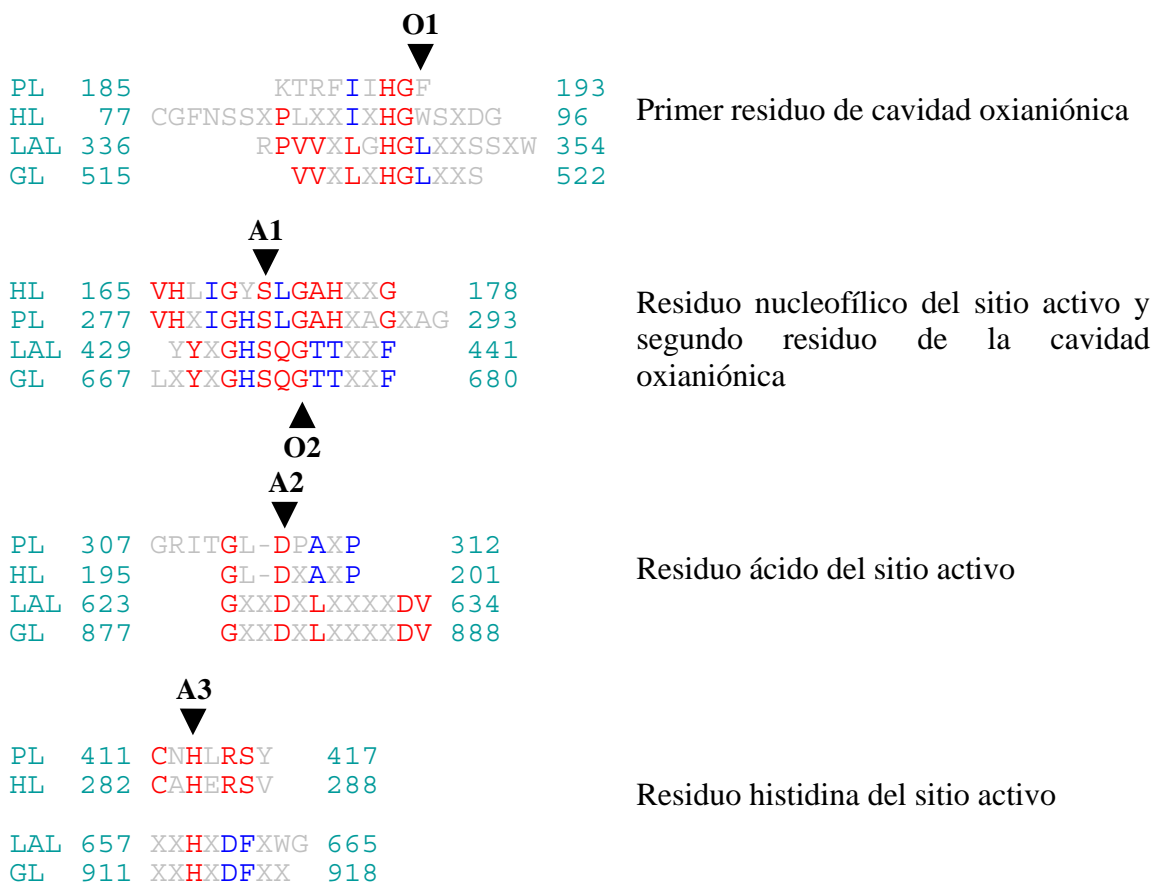 O1
PL 185 KTRFIIHGF 193
HL 77 CGFNSSXPLXXIXHGWSXDG 96
LAL 336 RPVVXLGHGLXXSSXW 354
GL 515 VVXLXHGLXXS 522
Primer residuo de cavidad oxianiónica
A1
HL 165 VHLIGYSLGAHXXG 178
PL 277 VHXIGHSLGAHXAGXAG 293
LAL 429 YYXGHSQGTTXXF 441
GL 667 LXYXGHSQGTTXXF 680
O2
Residuo nucleofílico del sitio activo y
segundo residuo de la cavidad
oxianiónica
A2
PL 307 GRITGL-DPAXP 312
HL 195 GL-DXAXP 201
LAL 623 GXXDXLXXXXDV 634
GL 877 GXXDXLXXXXDV 888
Residuo ácido del sitio activo
A3
PL 411 CNHLRSY 417
HL 282 CAHERSV 288
LAL 657 XXHXDFXWG 665
GL 911 XXHXDFXX 918
Residuo histidina del sitio activo